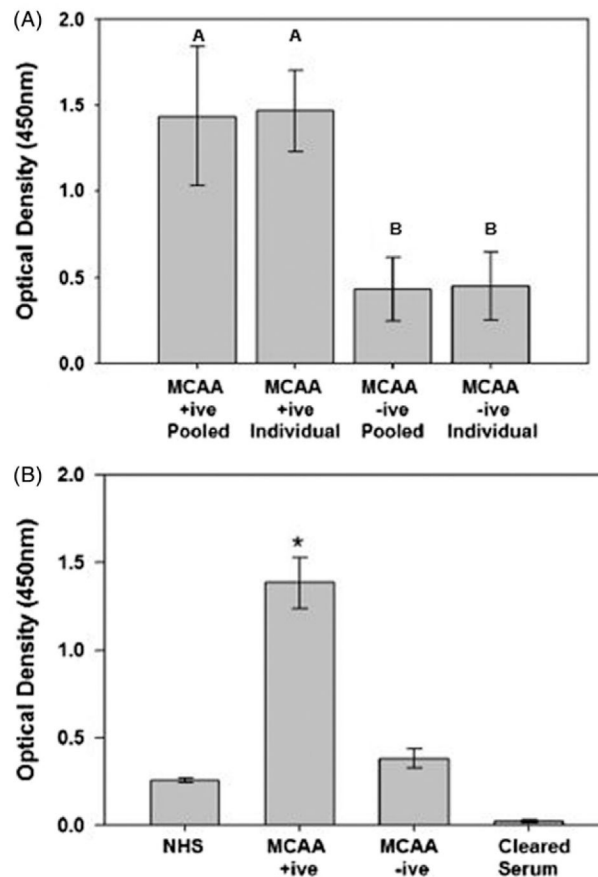 (A)
2.0
1.5
1.0
0.5
0.0
Optical Density (450nm)
A A
B B
MCAA MCAA MCAA MCAA
+ive +ive -ive -ive
Pooled Individual Pooled Individual
(B)
2.0
1.5
1.0
0.5
0.0
Optical Density (450nm)
*
NHS MCAA MCAA Cleared
+ive -ive Serum